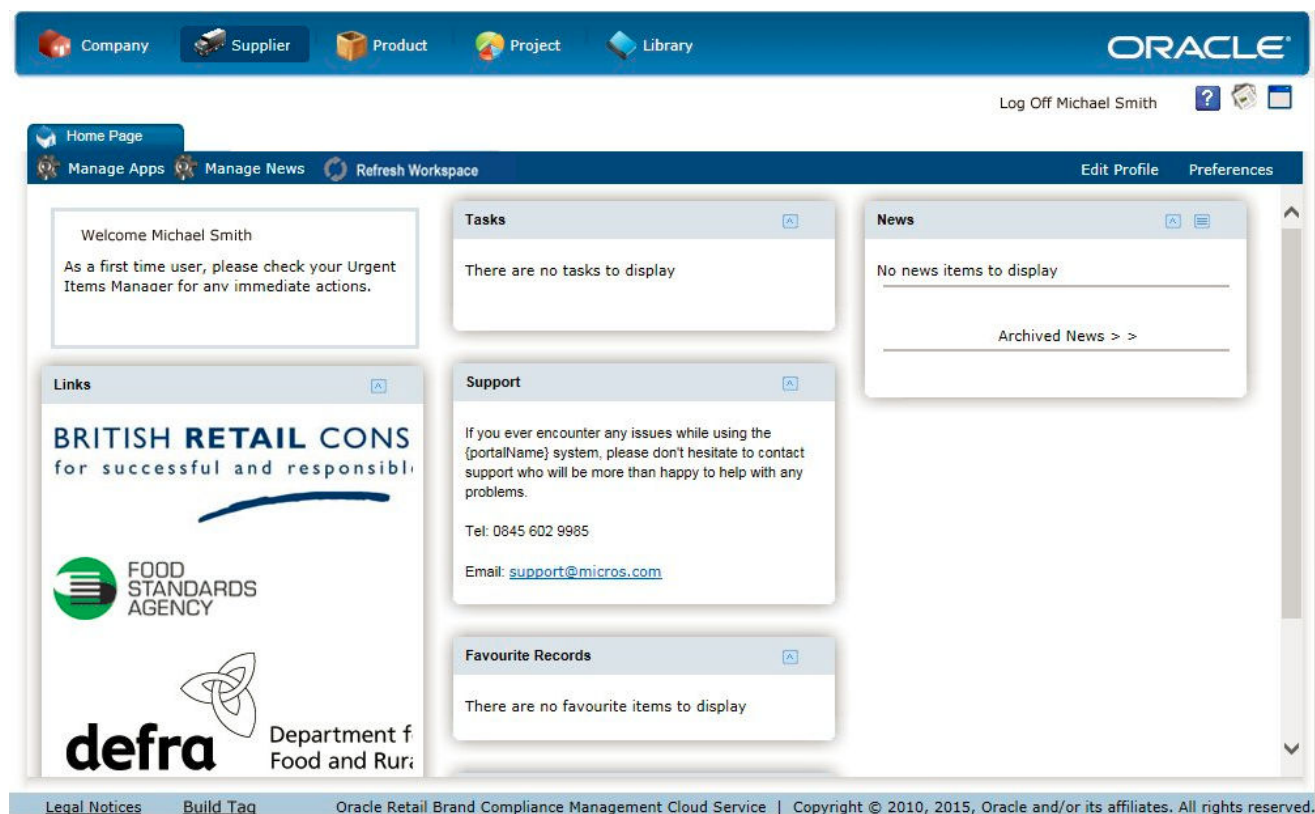 Company Supplier Product Project Library ORACLE
Log Off Michael Smith ?
Home Page
Manage Apps Manage News Refresh Workspace Edit Profile Preferences
Welcome Michael Smith
As a first time user, please check your Urgent
Items Manager for any immediate actions.
Links
BRITISH RETAIL CONS
for successful and responsibl
FOOD
STANDARDS
AGENCY
defra
Department f
Food and Rura
Tasks
There are no tasks to display
Support
If you ever encounter any issues while using the
{portalName} system, please don't hesitate to contact
support who will be more than happy to help with any
problems.
Tel: 0845 602 9985
Email: support@micros.com
Favourite Records
There are no favourite items to display
News
No news items to display
Archived News > >
Legal Notices Build Tag Oracle Retail Brand Compliance Management Cloud Service | Copyright © 2010, 2015, Oracle and/or its affiliates. All rights reserved.